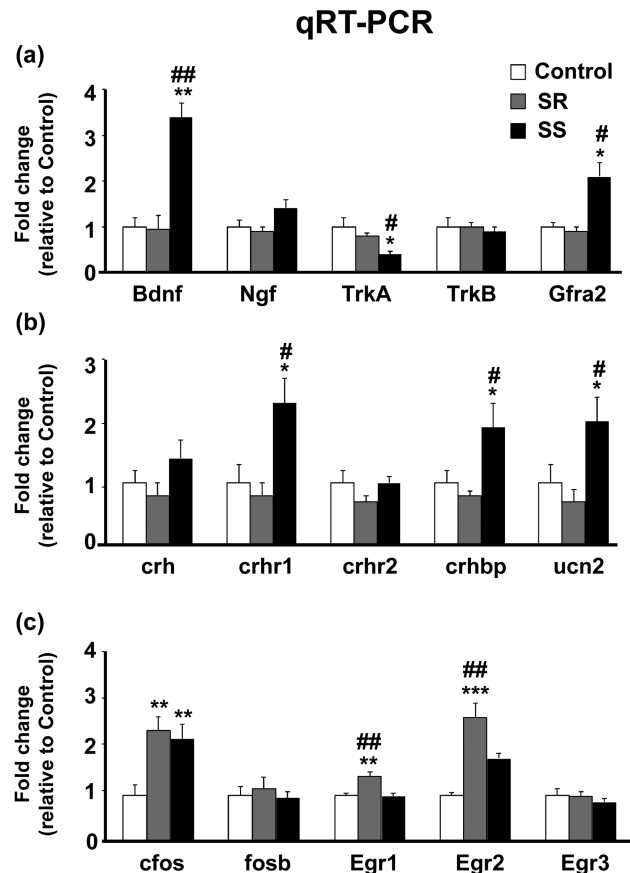 qRT-PCR
(a)
Fold change
(relative to Control)
4
3
2
1
0
Control
SR
SS
##
**
#
*
#
*
Bdnf Ngf TrkA TrkB Gfra2
(b)
Fold change
(relative to Control)
3
2
1
0
#
*
#
*
#
*
crh crhr1 crhr2 crhbp ucn2
(c)
Fold change
(relative to Control)
4
3
2
1
0
** **
##
**
##
***
cfos fosb Egr1 Egr2 Egr3